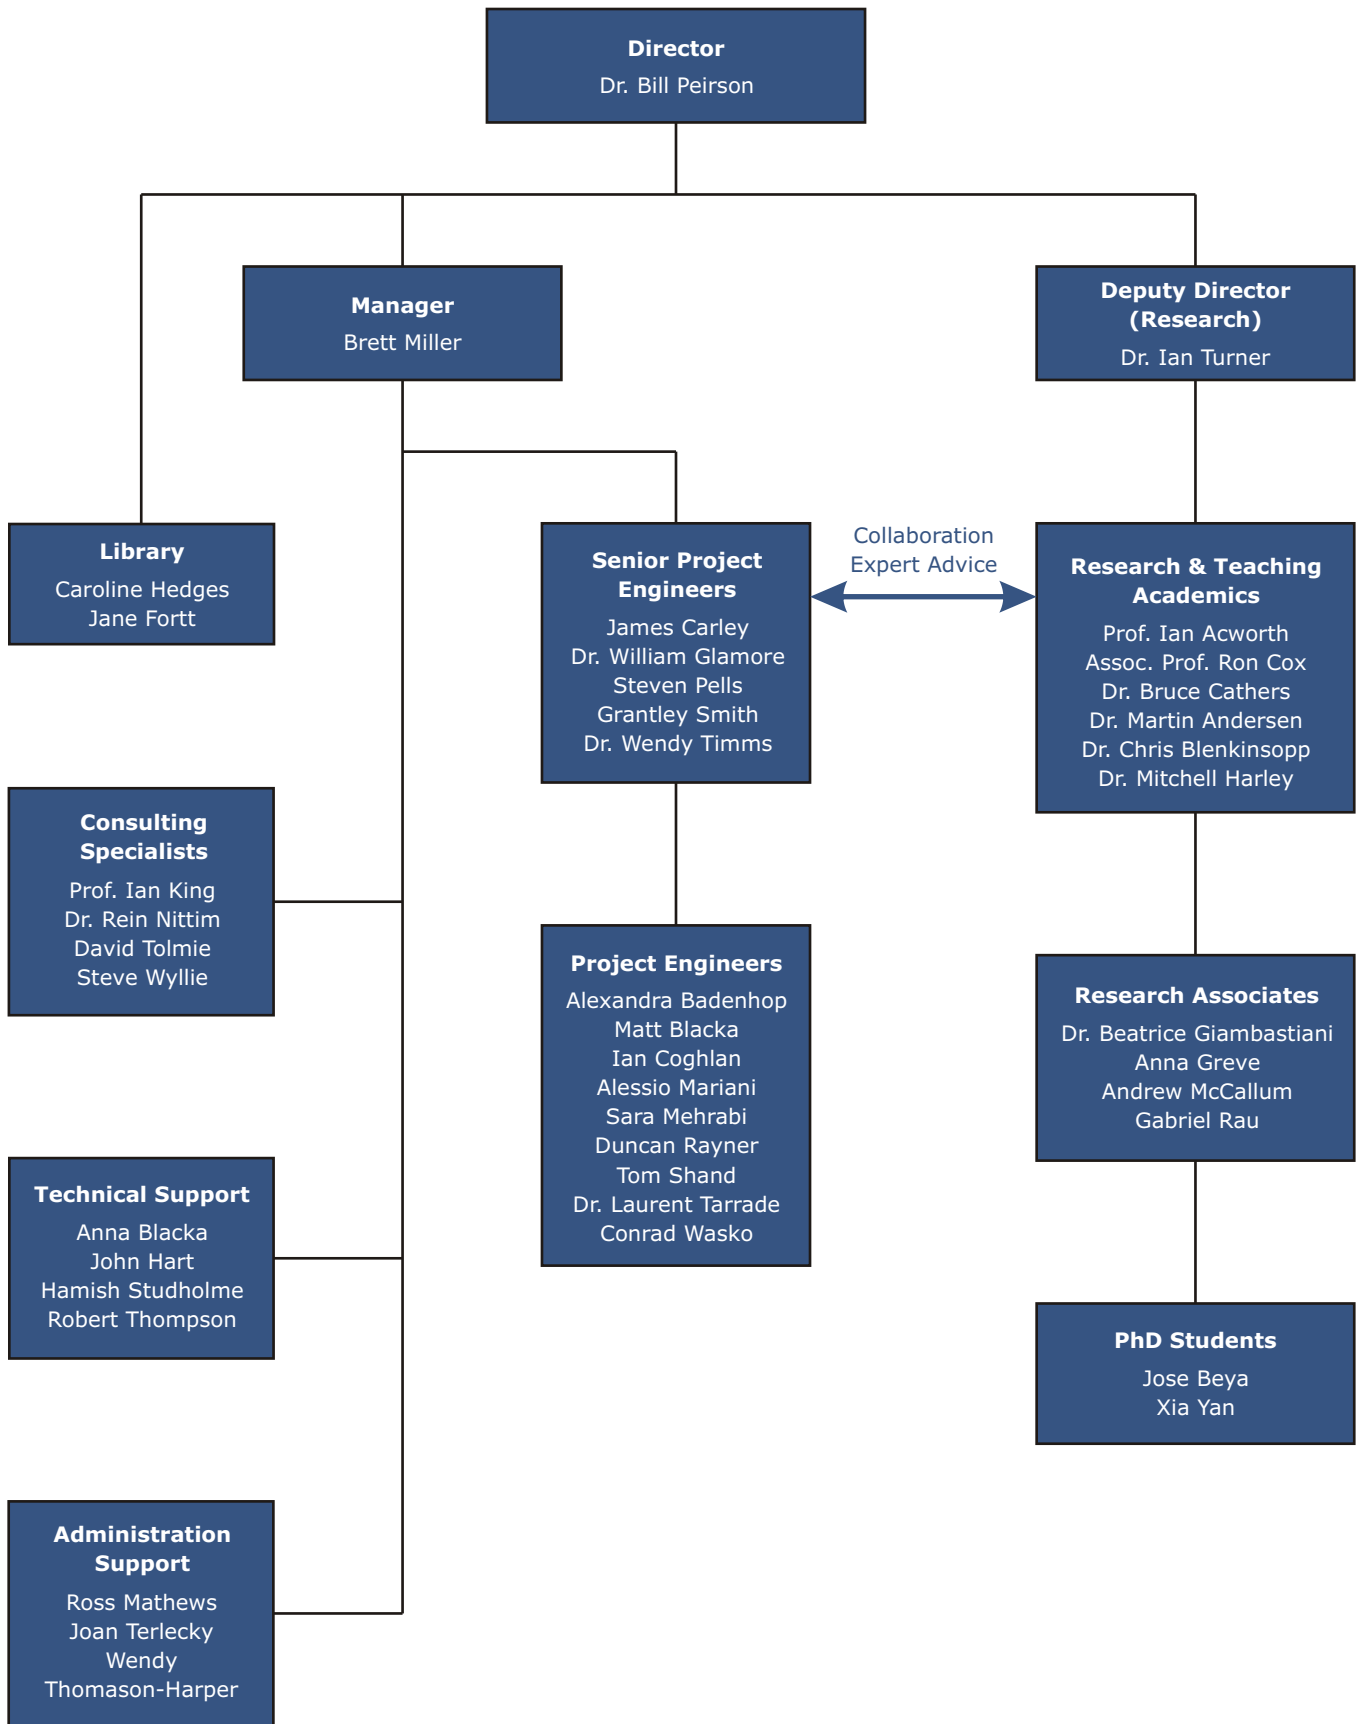 Director
Dr. Bill Peirson
Manager
Brett Miller
Deputy Director
(Research)
Dr. Ian Turner
Library
Caroline Hedges
Jane Fortt
Senior Project
Engineers
James Carley
Dr. William Glamore
Steven Pells
Grantley Smith
Dr. Wendy Timms
Collaboration
Expert Advice
Research & Teaching
Academics
Prof. Ian Acworth
Assoc. Prof. Ron Cox
Dr. Bruce Cathers
Dr. Martin Andersen
Dr. Chris Blenkinsopp
Dr. Mitchell Harley
Consulting
Specialists
Prof. Ian King
Dr. Rein Nittim
David Tolmie
Steve Wyllie
Project Engineers
Alexandra Badenhop
Matt Blacka
Ian Coghlan
Alessio Mariani
Sara Mehrabi
Duncan Rayner
Tom Shand
Dr. Laurent Tarrade
Conrad Wasko
Research Associates
Dr. Beatrice Giambastiani
Anna Greve
Andrew McCallum
Gabriel Rau
Technical Support
Anna Blacka
John Hart
Hamish Studholme
Robert Thompson
PhD Students
Jose Beya
Xia Yan
Administration
Support
Ross Mathews
Joan Terlecky
Wendy
Thomason-Harper